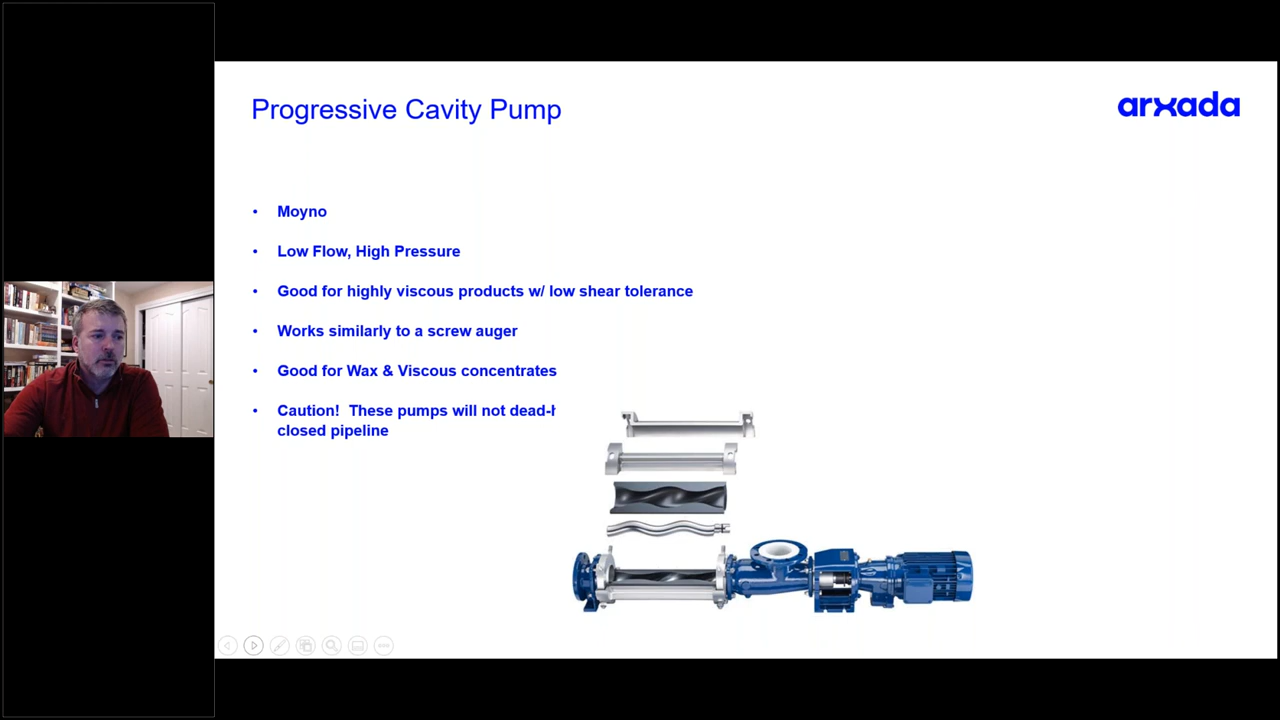 Progressive Cavity Pump
arxada
• Moyno
• Low Flow, High Pressure
• Good for highly viscous products w/ low shear tolerance
• Works similarly to a screw auger
• Good for Wax & Viscous concentrates
• Caution! These pumps will not
closed pipeline